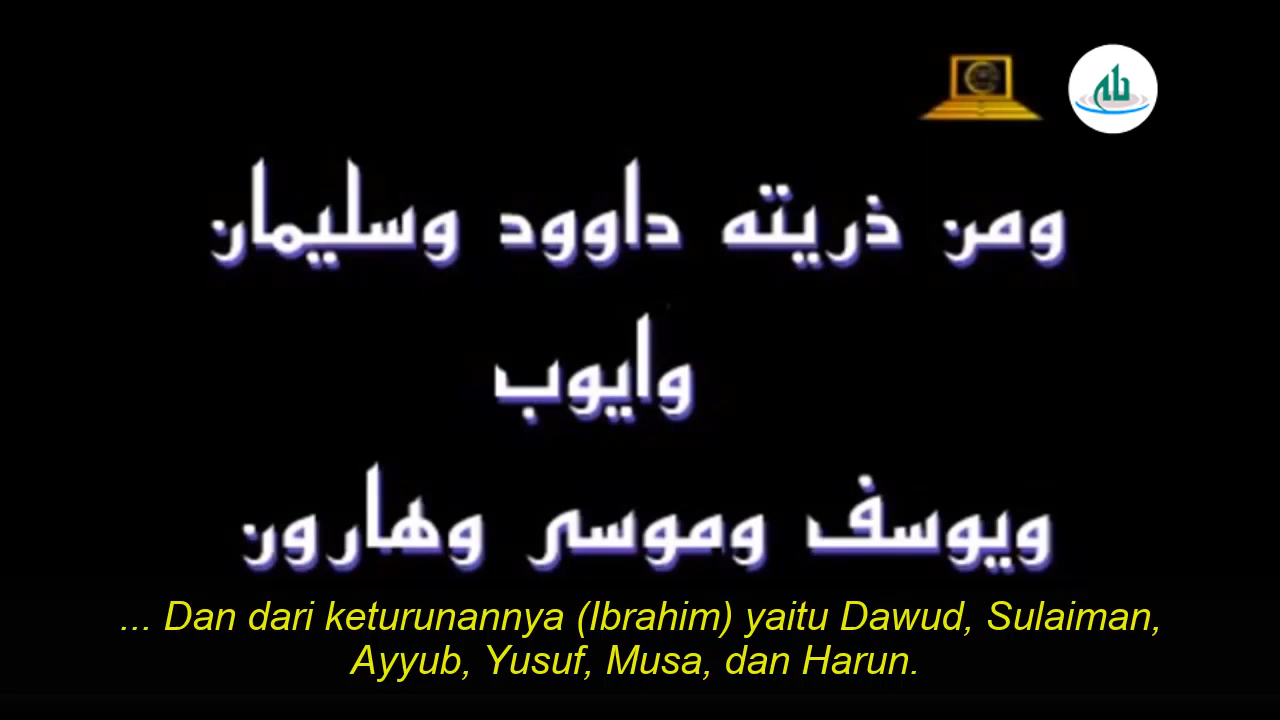 ومن ذريته داوود وسليمان
وايوب
ويوسف وموسى وهارون
... Dan dari keturunannya (Ibrahim) yaitu Dawud, Sulaiman,
Ayyub, Yusuf, Musa, dan Harun.